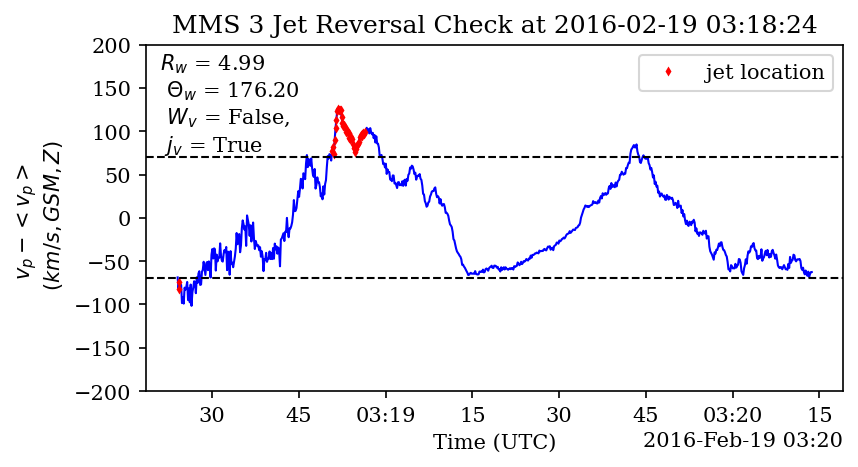 MMS 3 Jet Reversal Check at 2016-02-19 03:18:24
v_p − < v_p >
(km/s, GSM, Z)
200
150
100
50
0
−50
−100
−150
−200
R_w = 4.99
Θ_w = 176.20
W_v = False,
j_v = True
jet location
30 45 03:19 15 30 45 03:20 15
Time (UTC)
2016-Feb-19 03:20